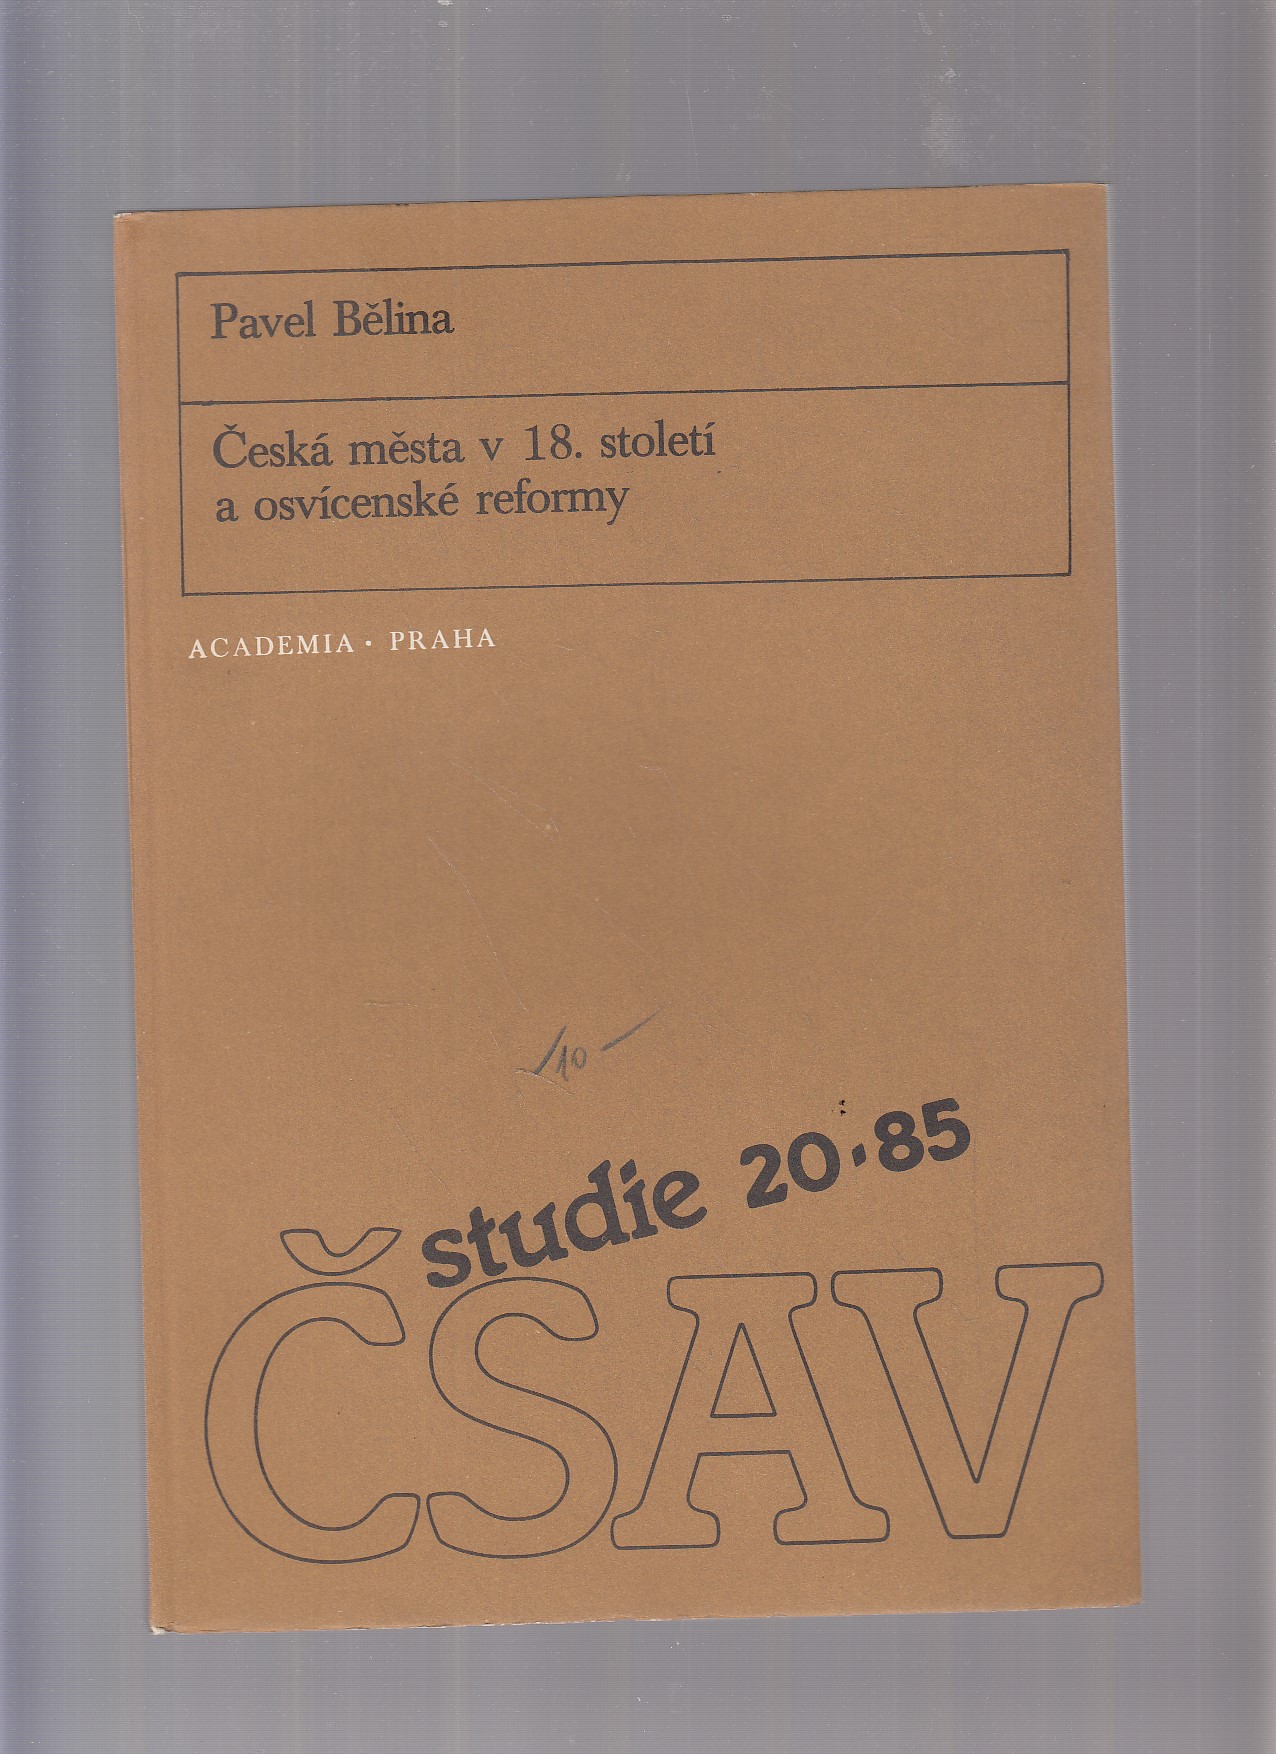 Pavel Bělina
Česká města v 18. století
a osvícenské reformy
ACADEMIA • PRAHA
10 –
studie 20·85
ČSAV